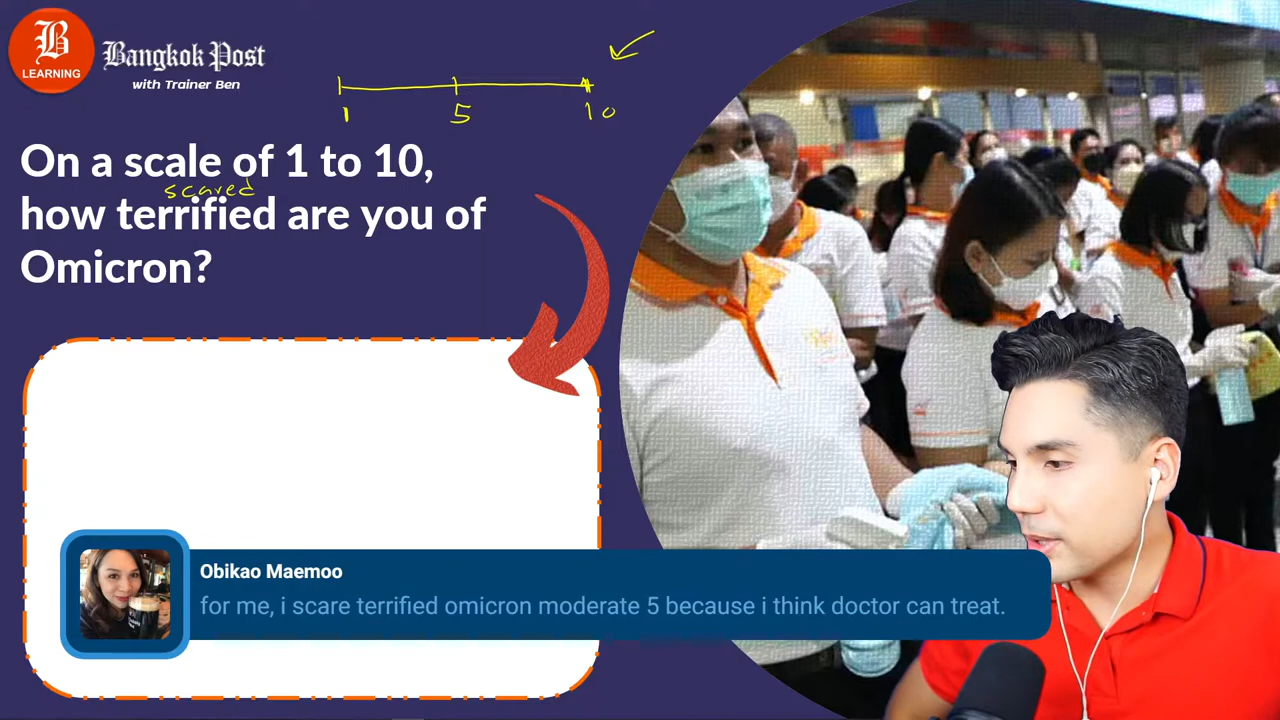 B
LEARNING
Bangkok Post
with Trainer Ben
1 5 10
On a scale of 1 to 10,
scared
how terrified are you of
Omicron?
Obikao Maemoo
for me, i scare terrified omicron moderate 5 because i think doctor can treat.